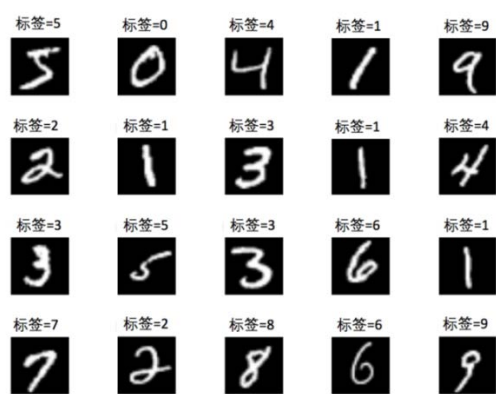 标签=5 标签=0 标签=4 标签=1 标签=9
5 0 4 1 9
标签=2 标签=1 标签=3 标签=1 标签=4
2 1 3 1 4
标签=3 标签=5 标签=3 标签=6 标签=1
3 5 3 6 1
标签=7 标签=2 标签=8 标签=6 标签=9
7 2 8 6 9